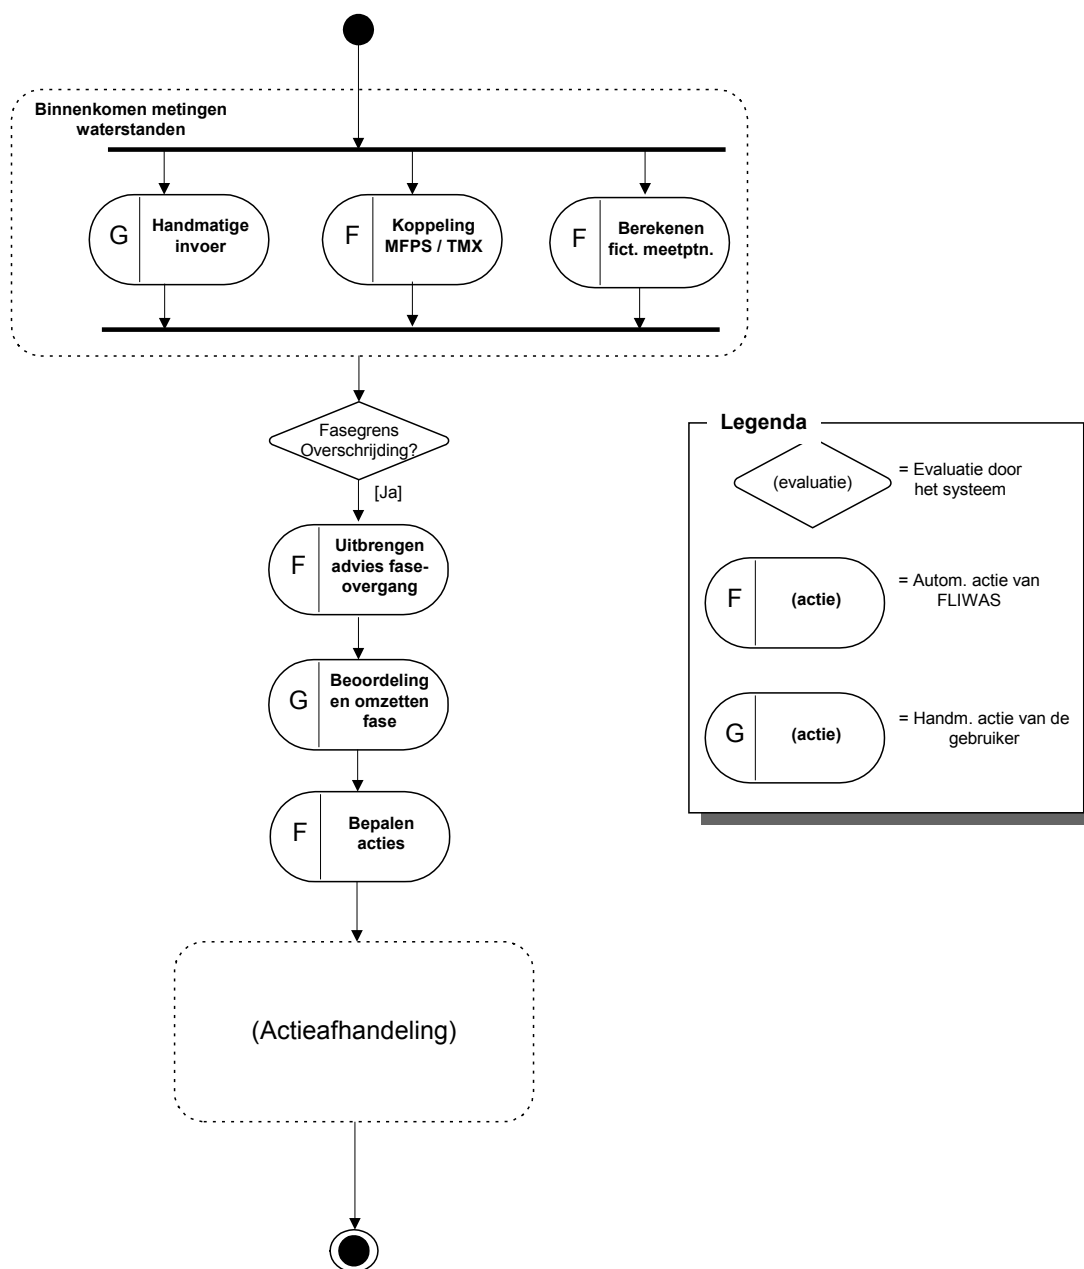 Binnenkomen metingen
waterstanden
G
Handmatige
invoer
F
Koppeling
MFPS / TMX
F
Berekenen
fict. meetptn.
Fasegrens
Overschrijding?
[Ja]
F
Uitbrengen
advies fase-
overgang
G
Beoordeling
en omzetten
fase
F
Bepalen
acties
(Actieafhandeling)
Legenda
(evaluatie)
= Evaluatie door
het systeem
F
(actie)
= Autom. actie van
FLIWAS
G
(actie)
= Handm. actie van de
gebruiker